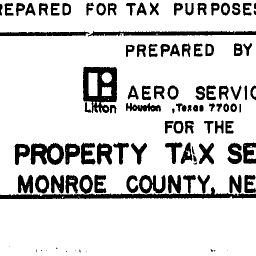 REPARED FOR TAX PURPOSES
PREPARED BY
Litton
AERO SERVIC
Houston , Texas 77001
FOR THE
PROPERTY TAX SE
MONROE COUNTY, NE